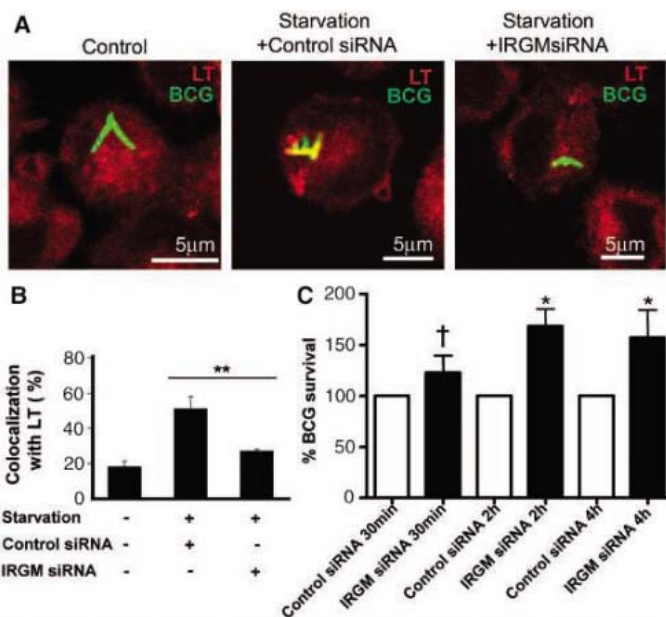 A
Control
Starvation
+Control siRNA
Starvation
+IRGMsiRNA
LT
BCG
5μm
LT
BCG
5μm
LT
BCG
5μm
B
Colocalization
with LT ( %)
80
60
40
20
0
**
Starvation - + +
Control siRNA - + -
IRGM siRNA - - +
C
% BCG survival
200
150
100
50
0
†
*
*
Control siRNA 30min
IRGM siRNA 30min
Control siRNA 2h
IRGM siRNA 2h
Control siRNA 4h
IRGM siRNA 4h